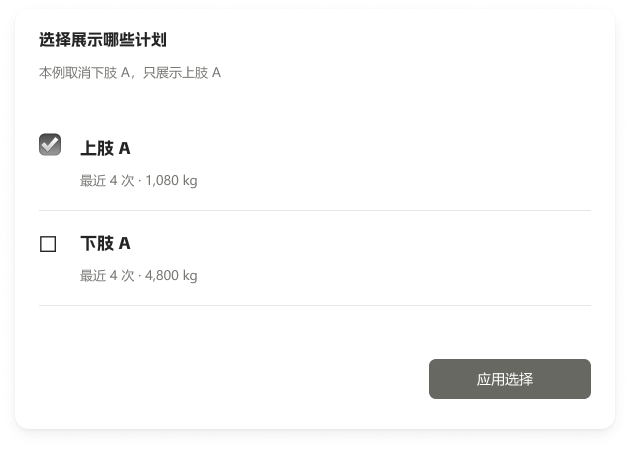 选择展示哪些计划
本例取消下肢 A，只展示上肢 A
上肢 A
最近 4 次 · 1,080 kg
下肢 A
最近 4 次 · 4,800 kg
应用选择